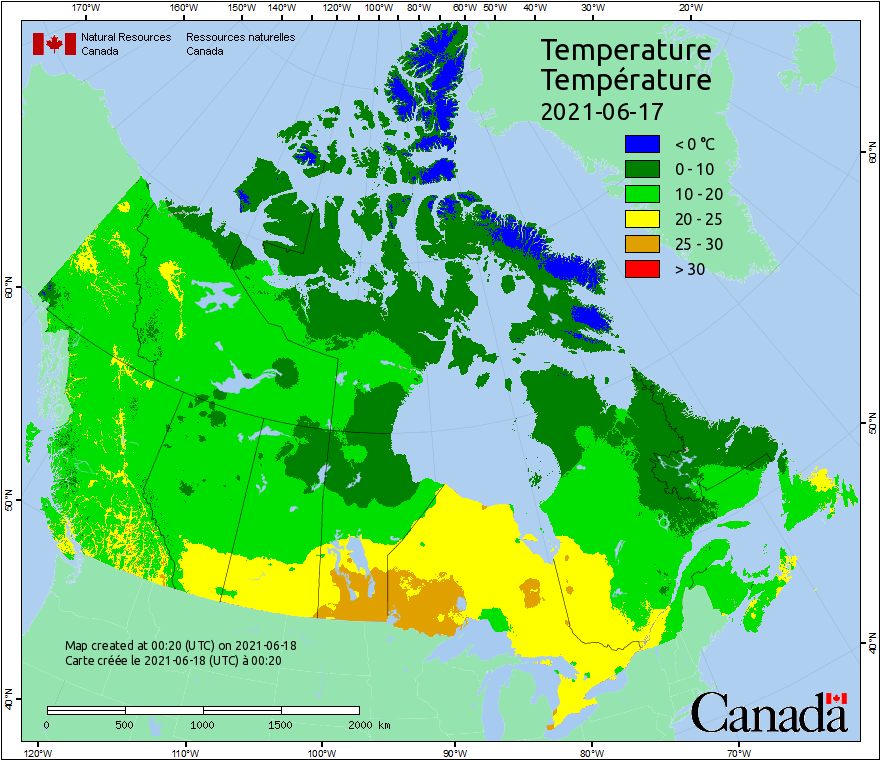 170°W 160°W 150°W 140°W 120°W 110°W 100°W 80°W 60°W 50°W 40°W 30°W 20°W
Natural Resources Ressources naturelles
Canada Canada
Temperature
Température
2021-06-17
< 0 °C
0 - 10
10 - 20
20 - 25
25 - 30
> 30
60°N 60°N
50°N 50°N
40°N 40°N
Map created at 00:20 (UTC) on 2021-06-18
Carte créée le 2021-06-18 (UTC) à 00:20
0 500 1000 1500 2000 km
Canada
120°W 110°W 100°W 90°W 80°W 70°W